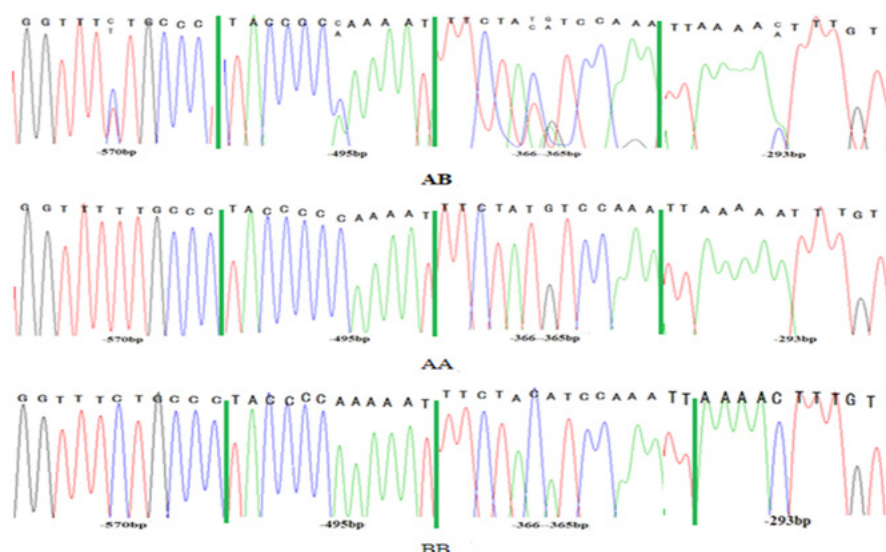 G G T T T C/T T G C C C T A C C G C C/A A A A A T T T C T A T/C G/A T C C A A A T T A A A A C/A T T T G T
-570bp -495bp -366 -365bp -293bp
AB
G G T T T T T G C C C T A C C C C C A A A A T T T C T A T G T C C A A A T T A A A A A T T T G T
-570bp -495bp -366 -365bp -293bp
AA
G G T T T C T G C C C T A C C C C A A A A A T T T C T A C A T C C A A A T T A A A A C T T T G T
-570bp -495bp -366 -365bp -293bp
BB